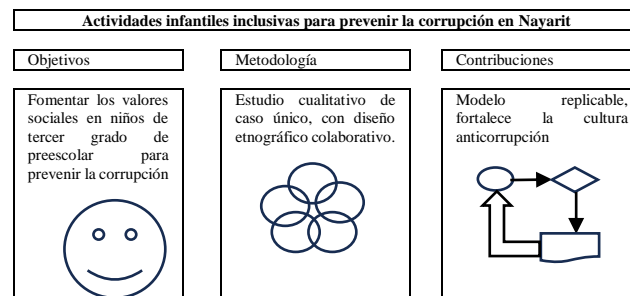 Actividades infantiles inclusivas para prevenir la corrupción en Nayarit
Objetivos
Metodología
Contribuciones
Fomentar los valores
sociales en niños de
tercer grado de
preescolar para
prevenir la corrupción
Estudio cualitativo de
caso único, con diseño
etnográfico colaborativo.
Modelo replicable,
fortalece la cultura
anticorrupción